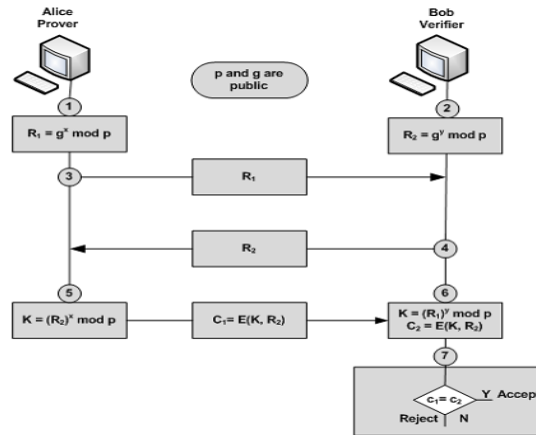 Alice
Prover
Bob
Verifier
p and g are
public
1
2
R₁ = gˣ mod p
R₂ = gʸ mod p
3
R₁
R₂
4
5
6
K = (R₂)ˣ mod p
C₁= E(K, R₂)
K = (R₁)ʸ mod p
C₂ = E(K, R₂)
7
c₁= c₂
Y Accep
Reject N